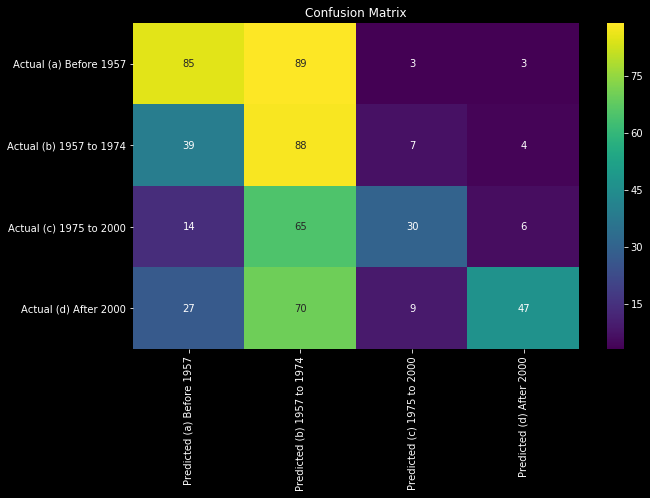 Confusion Matrix
Actual (a) Before 1957
85 89 3 3
Actual (b) 1957 to 1974
39 88 7 4
Actual (c) 1975 to 2000
14 65 30 6
Actual (d) After 2000
27 70 9 47
Predicted (a) Before 1957
Predicted (b) 1957 to 1974
Predicted (c) 1975 to 2000
Predicted (d) After 2000
75
60
45
30
15